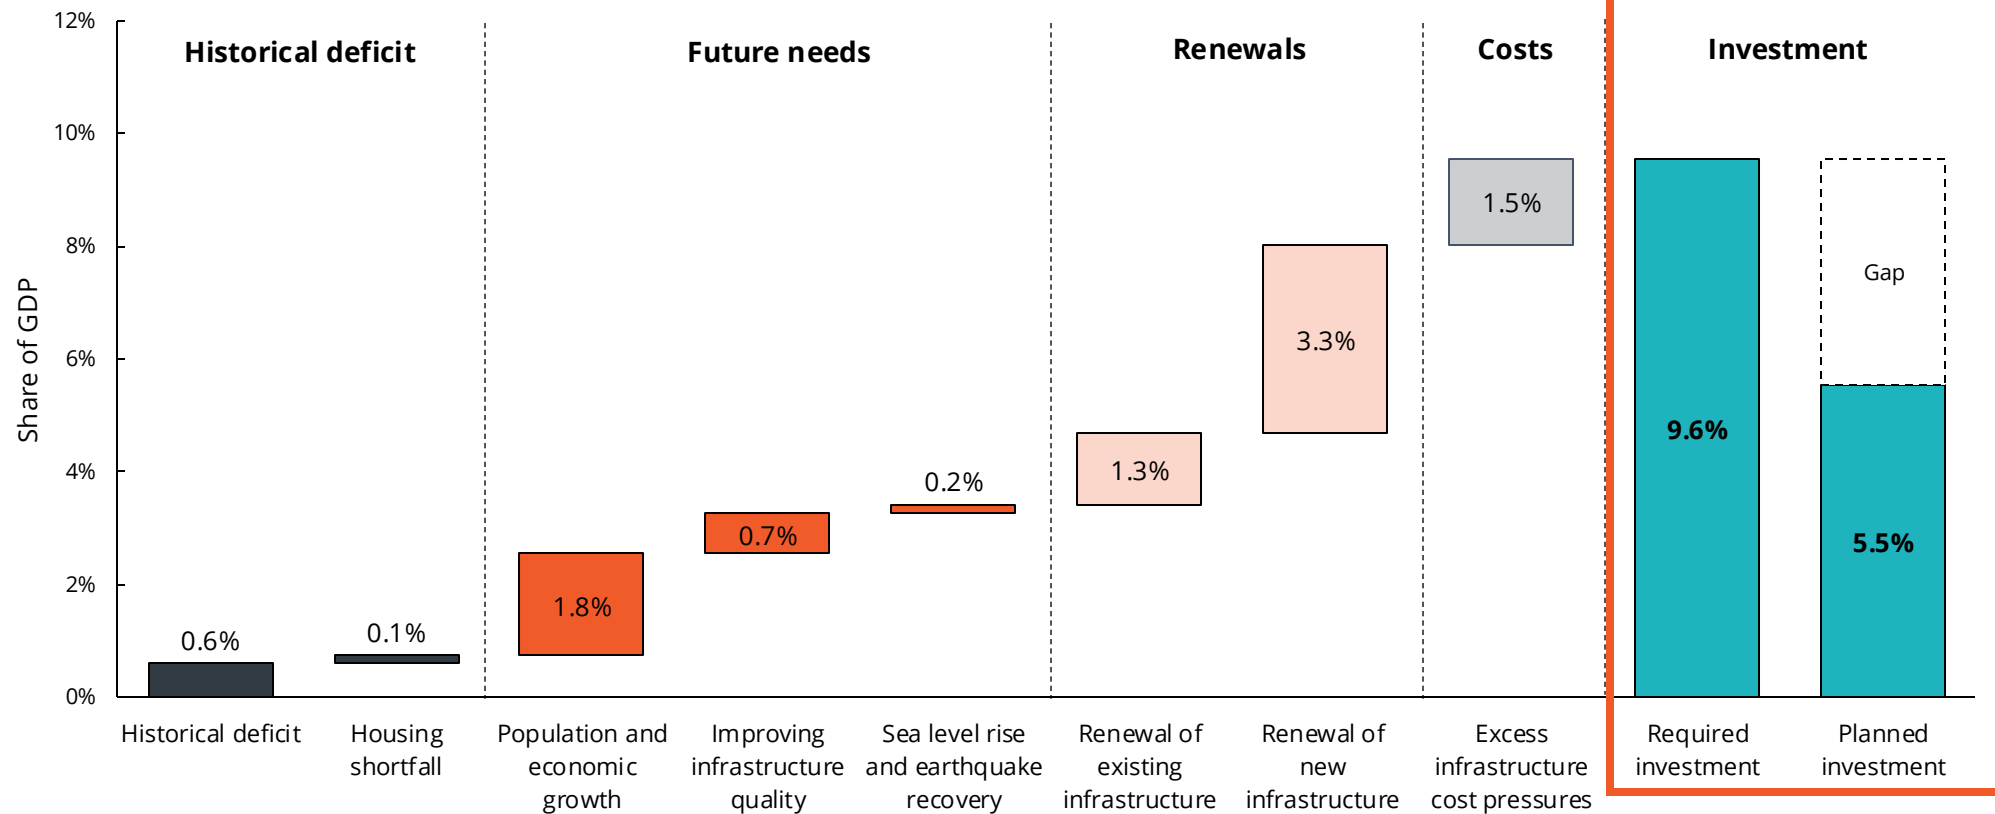 12%
10%
8%
6%
4%
2%
0%
Share of GDP
Historical deficit
Future needs
Renewals
Costs
Investment
0.6%
0.1%
1.8%
0.7%
0.2%
1.3%
3.3%
1.5%
9.6%
Gap
5.5%
Historical deficit
Housing
shortfall
Population and
economic
growth
Improving
infrastructure
quality
Sea level rise
and earthquake
recovery
Renewal of
existing
infrastructure
Renewal of
new
infrastructure
Excess
infrastructure
cost pressures
Required
investment
Planned
investment